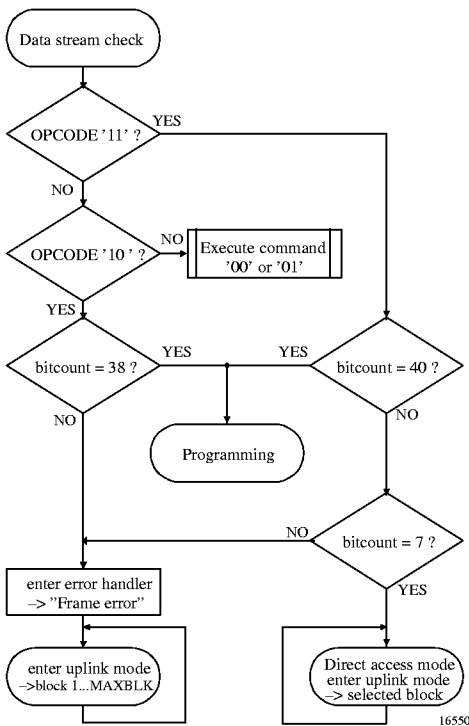 Data stream check
OPCODE '11' ?
YES
NO
OPCODE '10' ?
NO
Execute command
'00' or '01'
YES
bitcount = 38 ?
YES
YES
bitcount = 40 ?
NO
NO
Programming
NO
bitcount = 7 ?
YES
enter error handler
–> "Frame error"
enter uplink mode
–>block 1...MAXBLK
Direct access mode
enter uplink mode
–> selected block
16550